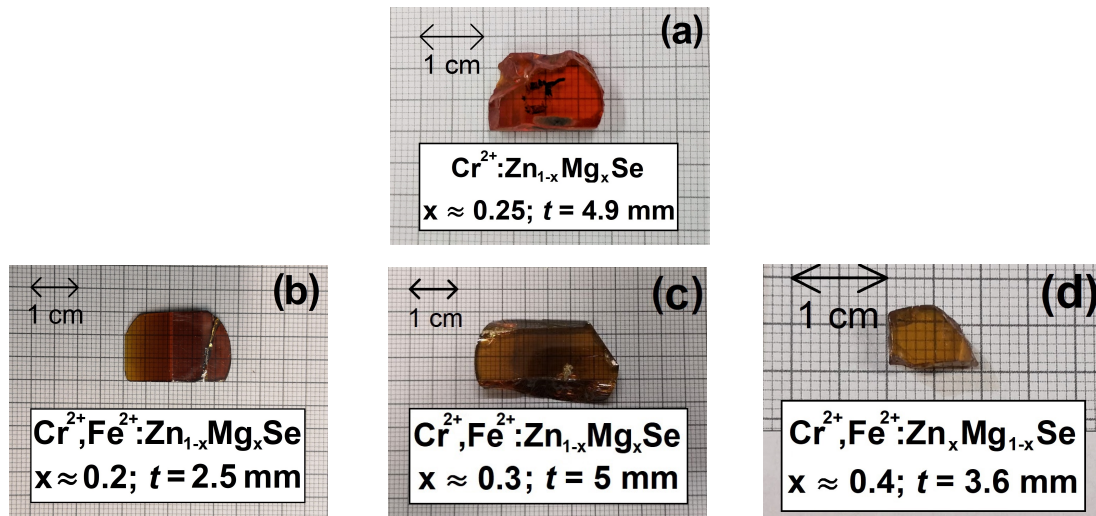 (a)
1 cm
Cr²⁺:Zn₁₋ₓMgₓSe
x ≈ 0.25; t = 4.9 mm
(b)
1 cm
Cr²⁺,Fe²⁺:Zn₁₋ₓMgₓSe
x ≈ 0.2; t = 2.5 mm
(c)
1 cm
Cr²⁺,Fe²⁺:Zn₁₋ₓMgₓSe
x ≈ 0.3; t = 5 mm
(d)
1 cm
Cr²⁺,Fe²⁺:ZnₓMg₁₋ₓSe
x ≈ 0.4; t = 3.6 mm